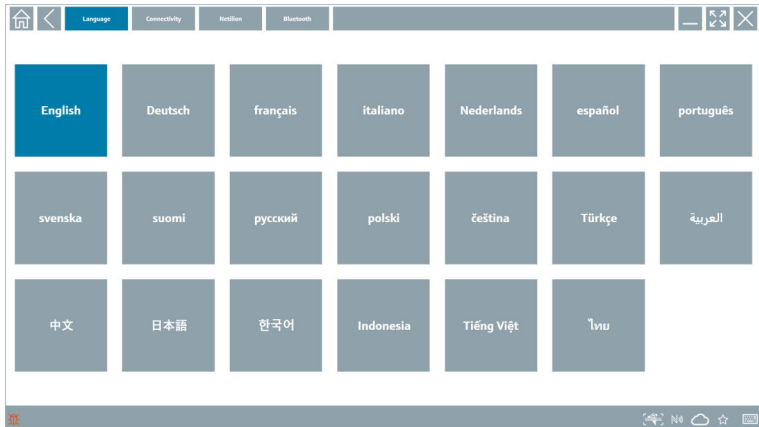 Language Connectivity Netilion Bluetooth
English Deutsch français italiano Nederlands español português
svenska suomi русский polski čeština Türkçe العربية
中文 日本語 한국어 Indonesia Tiếng Việt ไทย